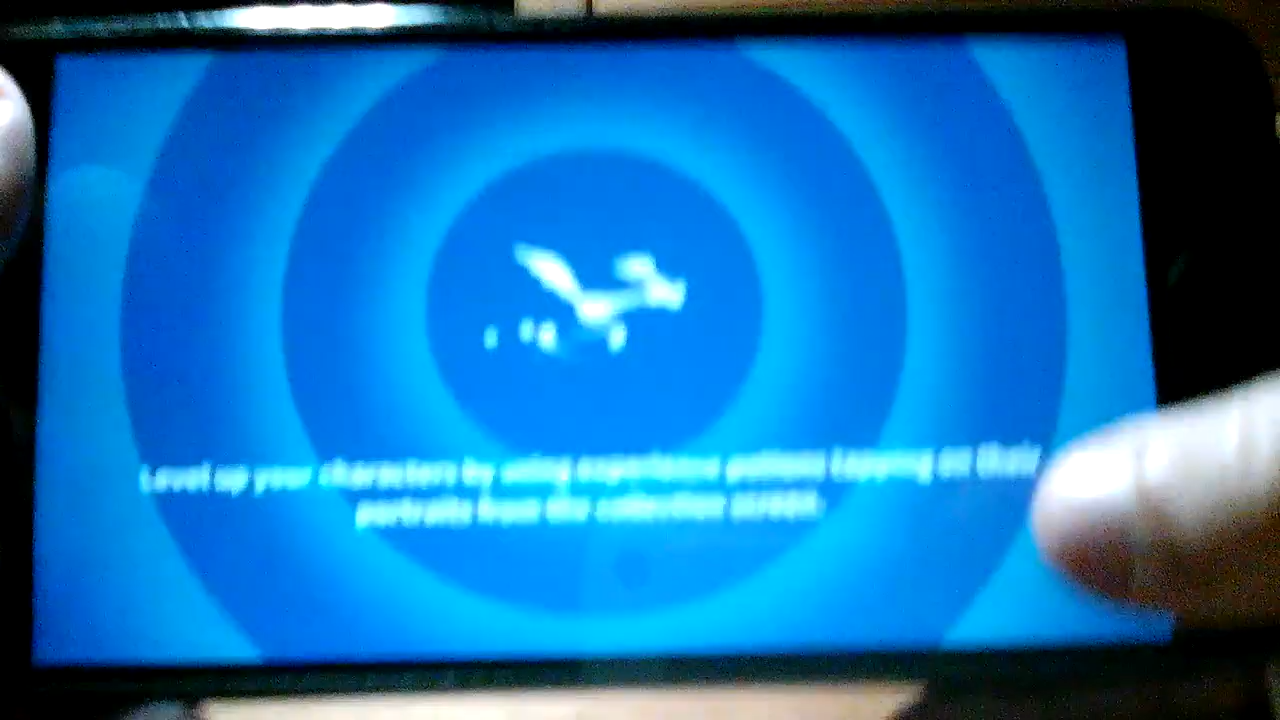 Level up your characters by using experience potions tapping on their
portraits from the collection screen.